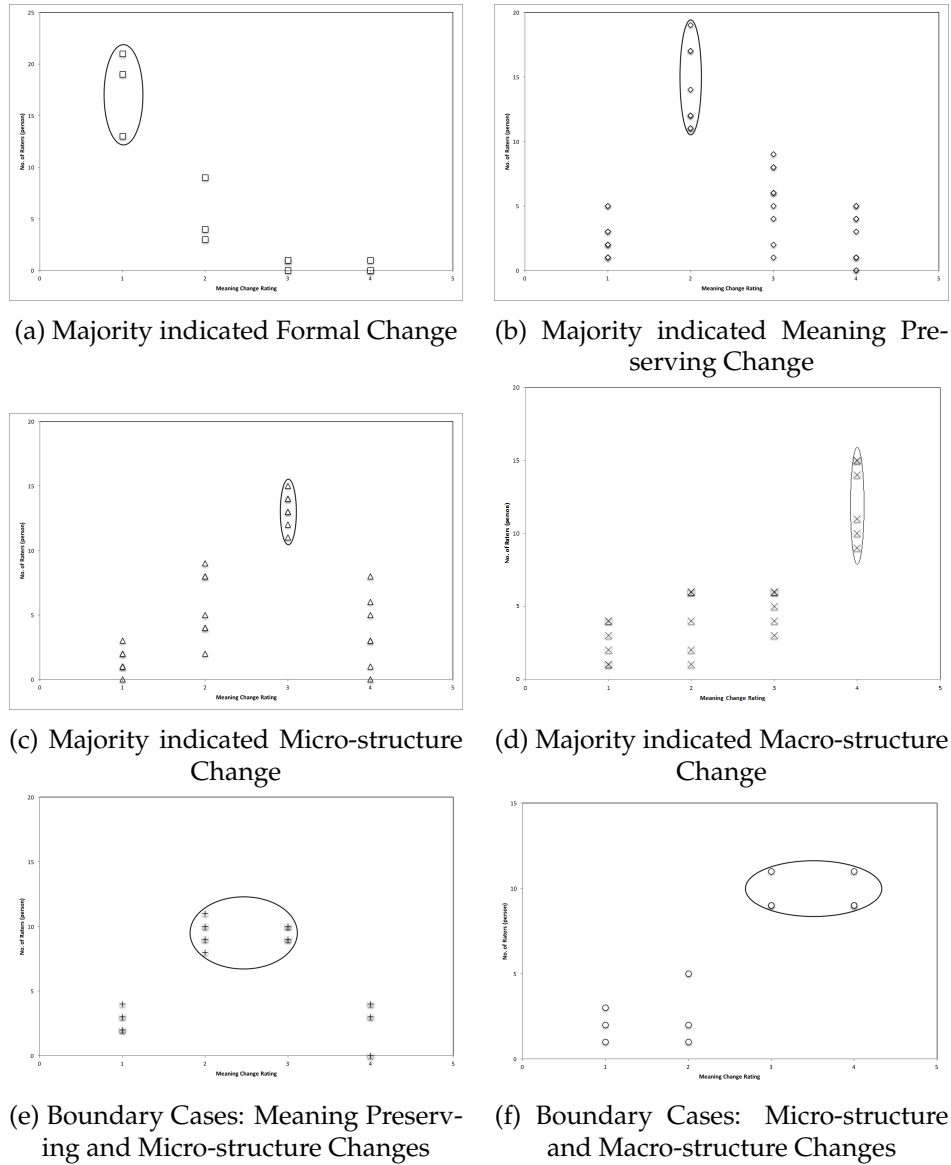 25
20
15
10
5
0
No. of Raters (person)
0 1 2 3 4 5
Meaning Change Rating
(a) Majority indicated Formal Change
20
15
10
5
0
No. of Raters (person)
0 1 2 3 4 5
Meaning Change Rating
(b) Majority indicated Meaning Pre-
serving Change
20
15
10
5
0
No. of Raters (person)
0 1 2 3 4 5
Meaning Change Rating
(c) Majority indicated Micro-structure
Change
20
15
10
5
0
No. of Raters (person)
0 1 2 3 4 5
Meaning Change Rating
(d) Majority indicated Macro-structure
Change
20
15
10
5
0
No. of Raters (person)
0 1 2 3 4 5
Meaning Change Rating
(e) Boundary Cases: Meaning Preserv-
ing and Micro-structure Changes
15
10
5
0
No. of Raters (person)
0 1 2 3 4 5
Meaning Change Rating
(f) Boundary Cases: Micro-structure
and Macro-structure Changes